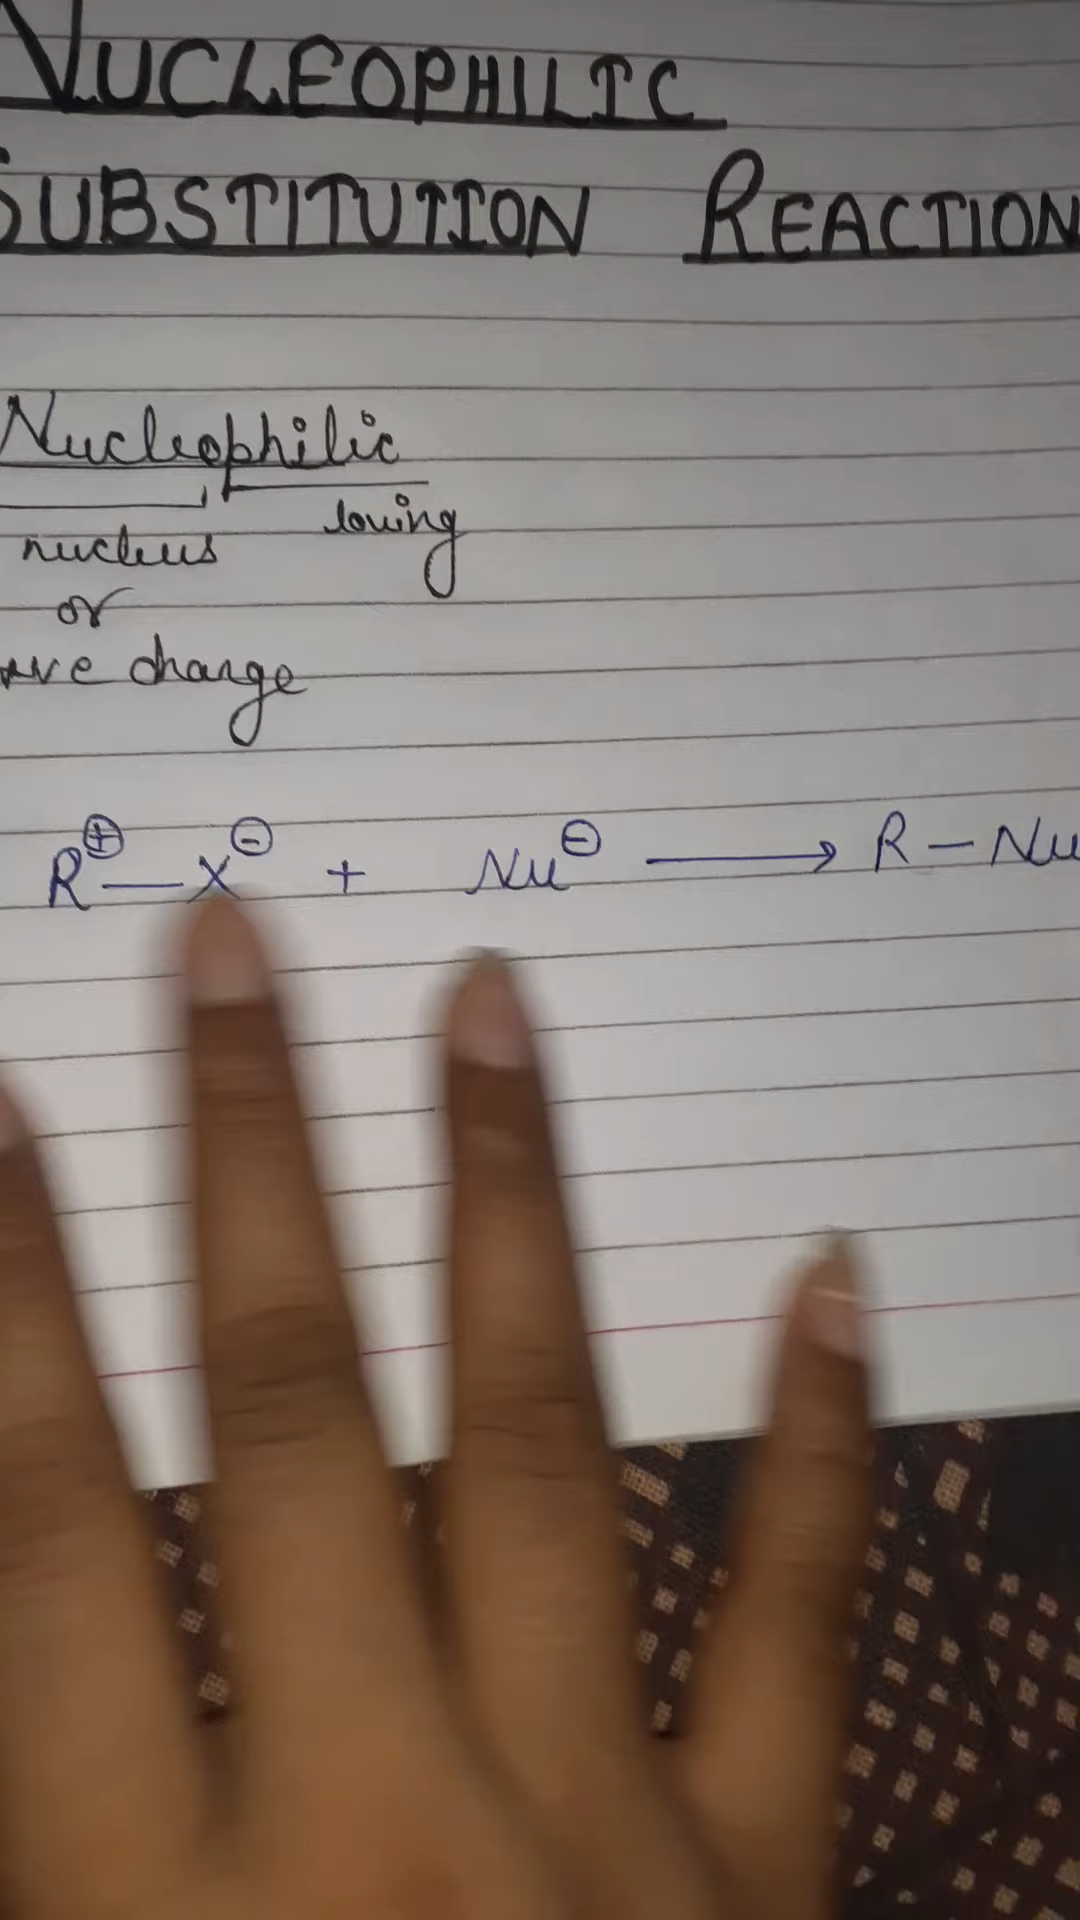 NUCLEOPHILIC
SUBSTITUTION REACTION
Nucleophilic
nucleus loving
or
+ve charge
R⊕—X⊖ + Nu⊖ ⟶ R—Nu